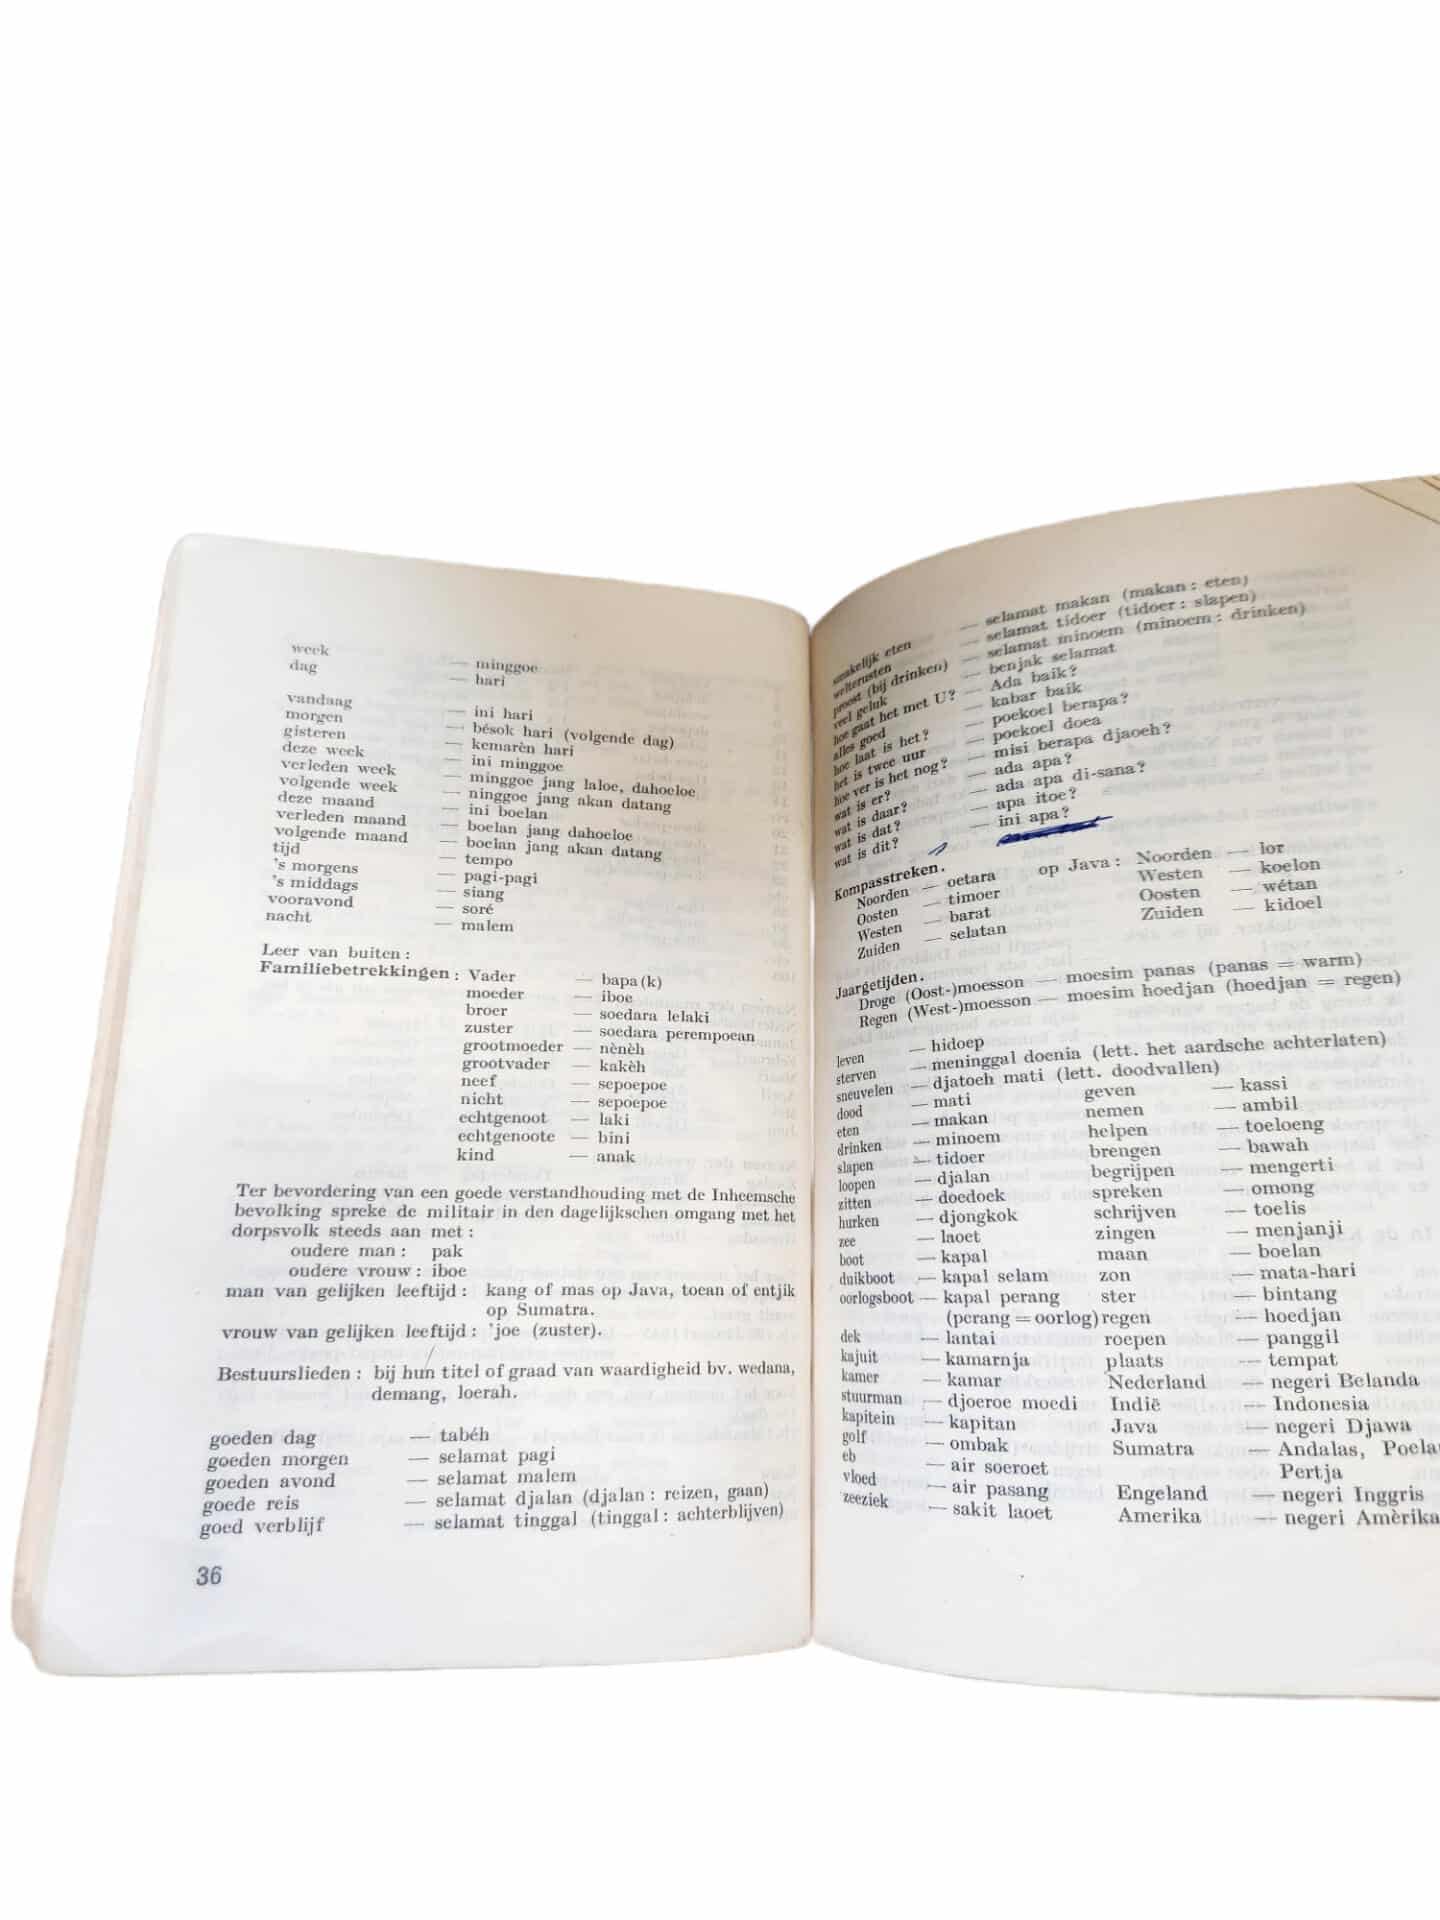 week — minggoe
dag — hari
vandaag — ini hari
morgen — bésok hari (volgende dag)
gisteren — kemarèn hari
deze week — ini minggoe
verleden week — minggoe jang laloe, dahoeloe
volgende week — ninggoe jang akan datang
deze maand — ini boelan
verleden maand — boelan jang dahoeloe
volgende maand — boelan jang akan datang
tijd — tempo
's morgens — pagi-pagi
's middags — siang
vooravond — soré
nacht — malem
Leer van buiten :
Familiebetrekkingen : Vader — bapa(k)
moeder — iboe
broer — soedara lelaki
zuster — soedara perempoean
grootmoeder — nènèh
grootvader — kakèh
neef — sepoepoe
nicht — sepoepoe
echtgenoot — laki
echtgenoote — bini
kind — anak
Ter bevordering van een goede verstandhouding met de Inheemsche
bevolking spreke de militair in den dagelijkschen omgang met het
dorpsvolk steeds aan met :
oudere man : pak
oudere vrouw : iboe
man van gelijken leeftijd : kang of mas op Java, toean of entjik
op Sumatra.
vrouw van gelijken leeftijd : 'joe (zuster).
Bestuurslieden : bij hun titel of graad van waardigheid bv. wedana,
demang, loerah.
goeden dag — tabéh
goeden morgen — selamat pagi
goeden avond — selamat malem
goede reis — selamat djalan (djalan : reizen, gaan)
goed verblijf — selamat tinggal (tinggal : achterblijven)
36
smakelijk eten — selamat makan (makan : eten)
welterusten — selamat tidoer (tidoer : slapen)
proost (bij drinken) — selamat minoem (minoem : drinken)
veel geluk — benjak selamat
hoe gaat het met U? — Ada baik?
alles goed — kabar baik
hoe laat is het? — poekoel berapa?
het is twee uur — poekoel doea
hoe ver is het nog? — misi berapa djaoeh?
wat is er? — ada apa?
wat is daar? — ada apa di-sana?
wat is dat? — apa itoe?
wat is dit? — ini apa?
Kompasstreken.
Noorden — oetara op Java : Noorden — lor
Oosten — timoer Westen — koelon
Westen — barat Oosten — wétan
Zuiden — selatan Zuiden — kidoel
Jaargetijden.
Droge (Oost-)moesson — moesim panas (panas = warm)
Regen (West-)moesson — moesim hoedjan (hoedjan = regen)
leven — hidoep
sterven — meninggal doenia (lett. het aardsche achterlaten)
sneuvelen — djatoeh mati (lett. doodvallen)
dood — mati geven — kassi
eten — makan nemen — ambil
drinken — minoem helpen — toeloeng
slapen — tidoer brengen — bawah
loopen — djalan begrijpen — mengerti
zitten — doedoek spreken — omong
hurken — djongkok schrijven — toelis
zee — laoet zingen — menjanji
boot — kapal maan — boelan
duikboot — kapal selam zon — mata-hari
oorlogsboot — kapal perang ster — bintang
(perang = oorlog) regen — hoedjan
dek — lantai roepen — panggil
kajuit — kamarnja plaats — tempat
kamer — kamar Nederland — negeri Belanda
stuurman — djoeroe moedi Indië — Indonesia
kapitein — kapitan Java — negeri Djawa
golf — ombak Sumatra — Andalas,
eb — air soeroet Pertja
vloed — air pasang Engeland — negeri Inggris
zeeziek — sakit laoet Amerika — negeri Amèrika